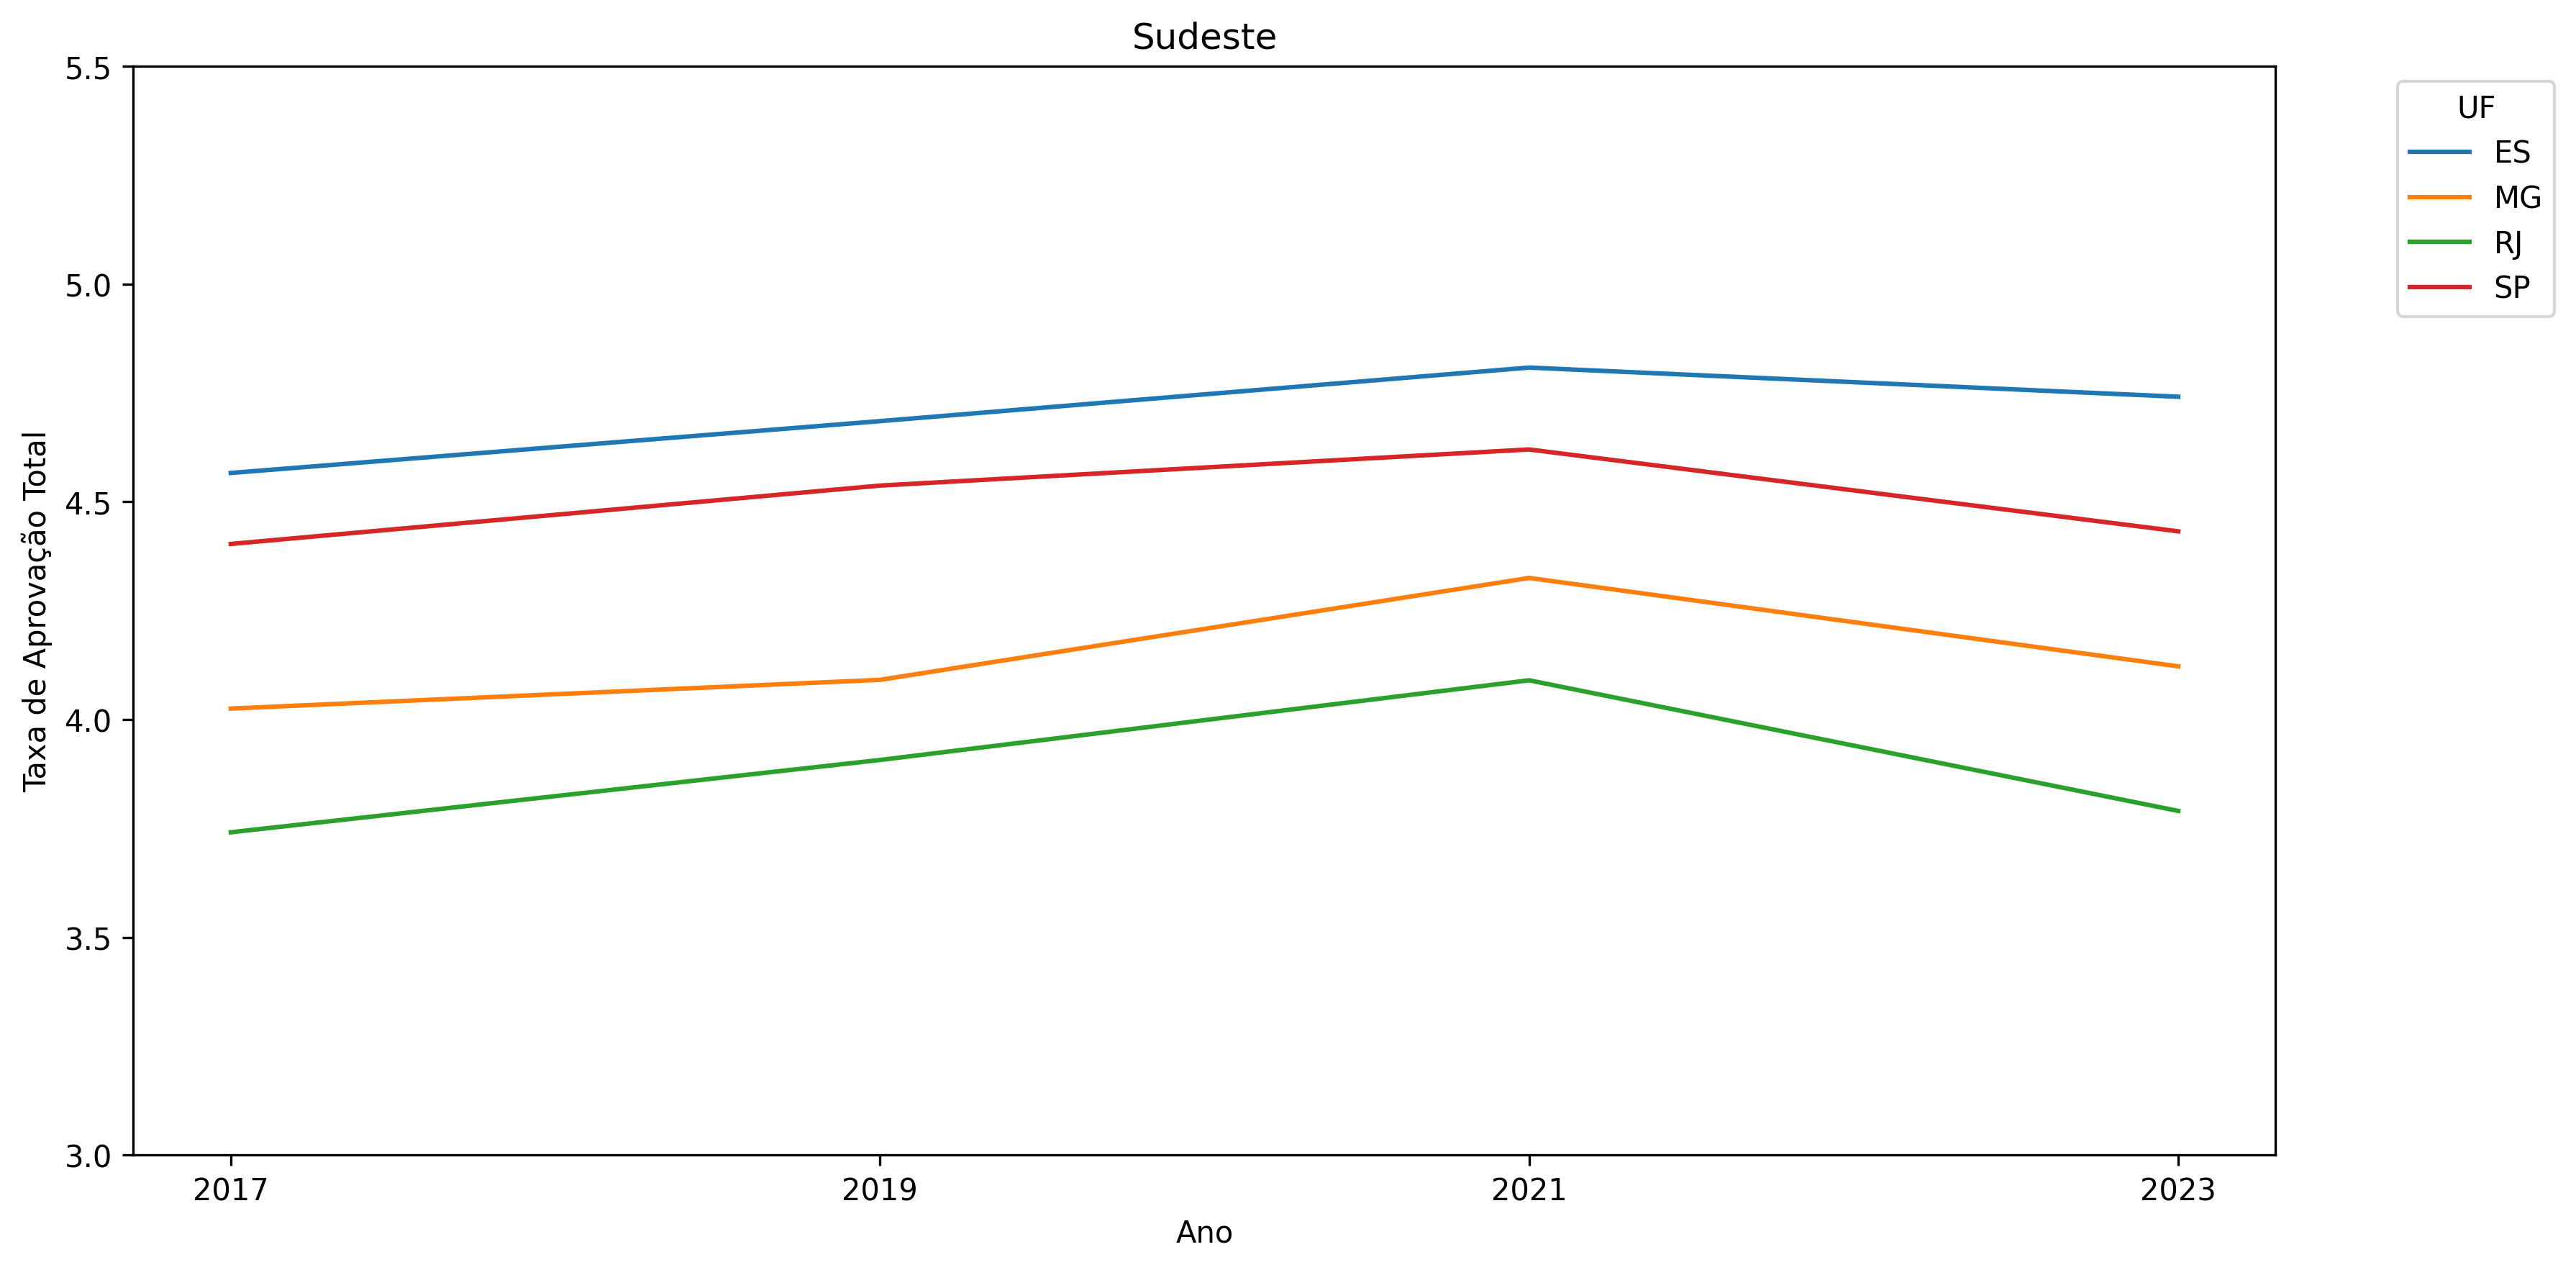 Sudeste
Taxa de Aprovação Total
5.5
5.0
4.5
4.0
3.5
3.0
2017 2019 2021 2023
Ano
UF
ES
MG
RJ
SP